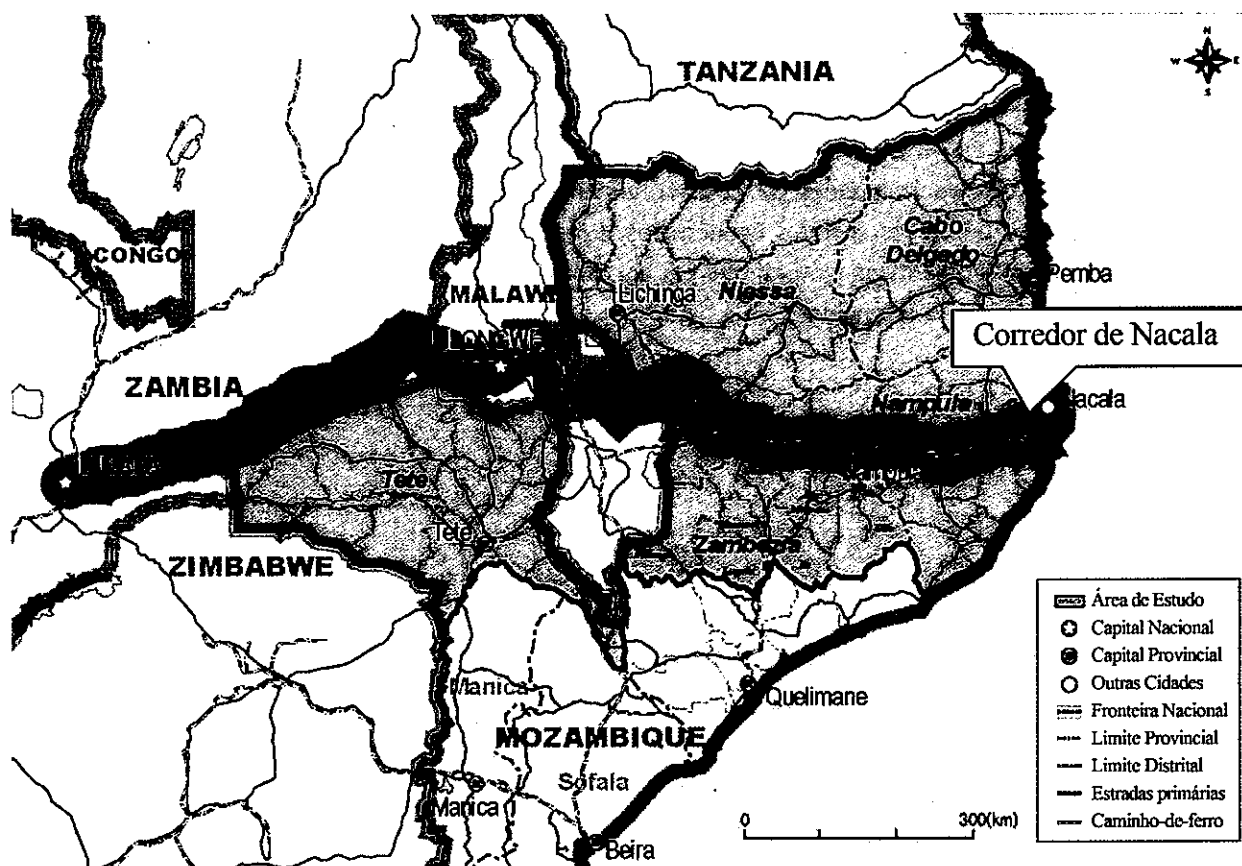 N
W E
S
TANZANIA
CONGO
Cabo
Delgado
Pemba
MALAWI
Lichinga
Niassa
Corredor de Nacala
ZAMBIA
Nampula
Nacala
Tete
Tete
Zambezia
ZIMBABWE
Área de Estudo
Capital Nacional
Capital Provincial
Outras Cidades
Fronteira Nacional
Limite Provincial
Limite Distrital
Estradas primárias
Caminho-de-ferro
Manica
Quelimane
MOZAMBIQUE
Sofala
Manica
0 300(km)
Beira